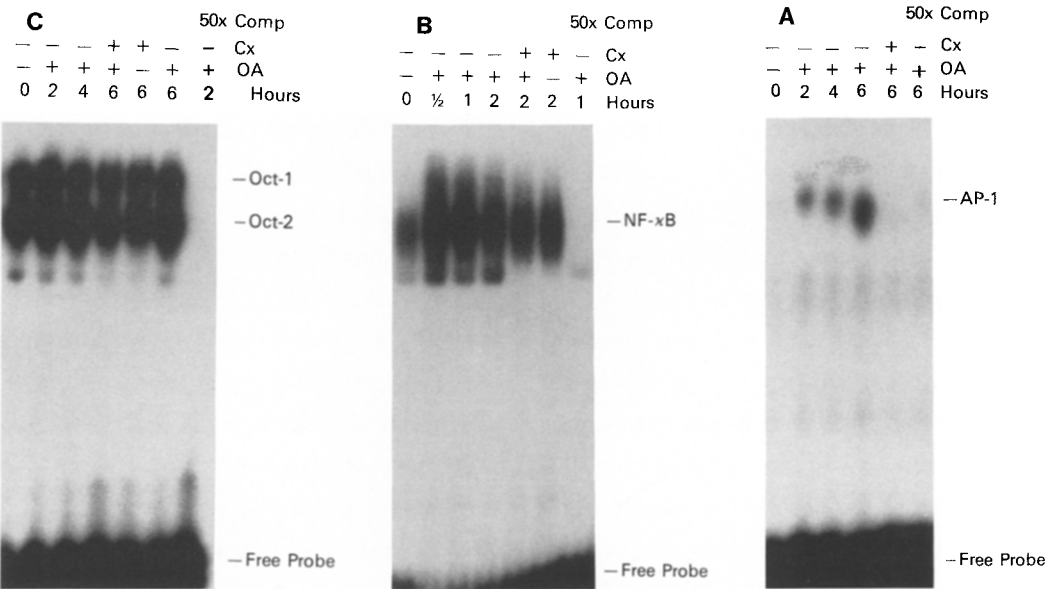 C
50x Comp
– – – + + – – Cx
– + + + – + + OA
0 2 4 6 6 6 2 Hours
–Oct-1
–Oct-2
–Free Probe
B
50x Comp
– – – – + + – Cx
– + + + + – + OA
0 ½ 1 2 2 2 1 Hours
–NF-κB
–Free Probe
A
50x Comp
– – – – + – Cx
– + + + + + OA
0 2 4 6 6 6 Hours
–AP-1
–Free Probe